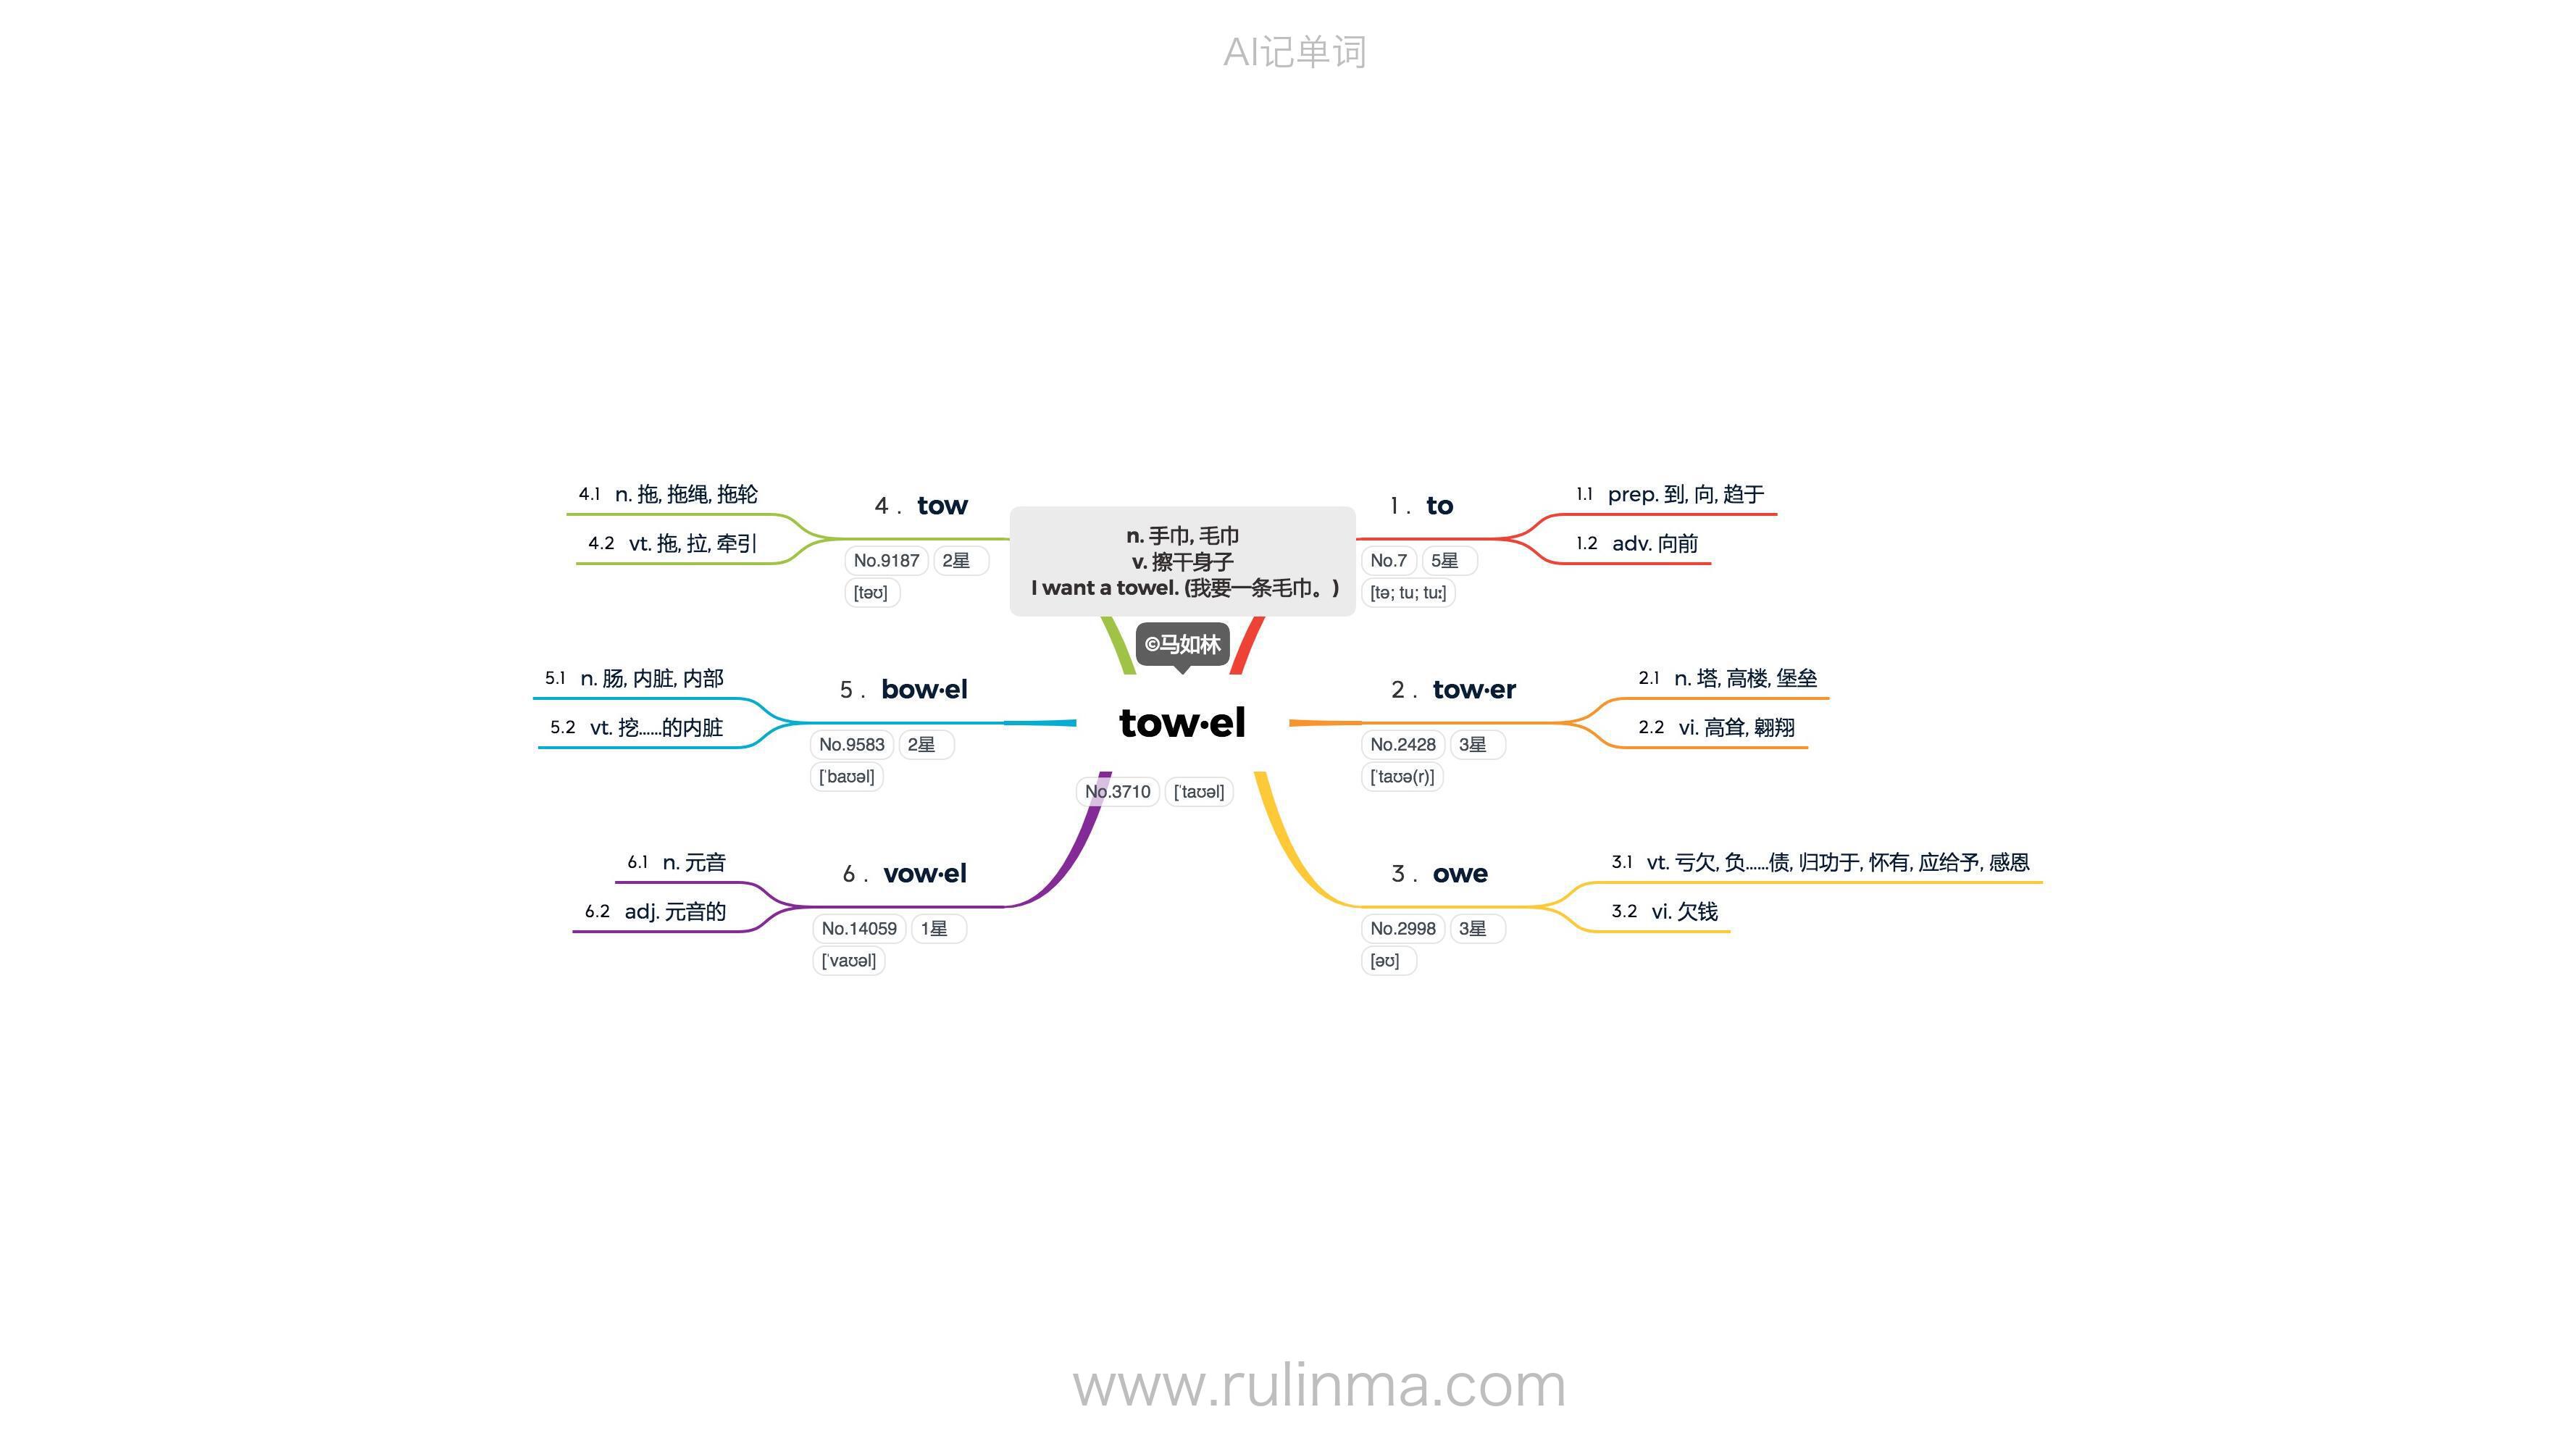 AI记单词
n. 手巾, 毛巾
v. 擦干身子
I want a towel. (我要一条毛巾。)
©马如林
tow·el
No.3710 [ˈtaʊəl]
1. to
No.7 5星
[tə; tu; tuː]
1.1 prep. 到, 向, 趋于
1.2 adv. 向前
2. tow·er
No.2428 3星
[ˈtaʊə(r)]
2.1 n. 塔, 高楼, 堡垒
2.2 vi. 高耸, 翱翔
3. owe
No.2998 3星
[əʊ]
3.1 vt. 亏欠, 负……债, 归功于, 怀有, 应给予, 感恩
3.2 vi. 欠钱
4. tow
No.9187 2星
[təʊ]
4.1 n. 拖, 拖绳, 拖轮
4.2 vt. 拖, 拉, 牵引
5. bow·el
No.9583 2星
[ˈbaʊəl]
5.1 n. 肠, 内脏, 内部
5.2 vt. 挖……的内脏
6. vow·el
No.14059 1星
[ˈvaʊəl]
6.1 n. 元音
6.2 adj. 元音的
www.rulinma.com